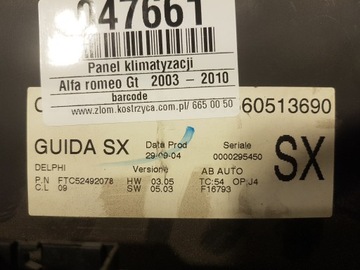 047661
Panel klimatyzacji
Alfa romeo Gt 2003 - 2010
barcode
www.zlom.kostrzyca.com.pl/ 665 00 50
60513690
GUIDA SX
Data Prod
29-09-04
Seriale
0000295450
SX
DELPHI
Versione
AB AUTO
P.N FTC52492078 HW 03.05 TC:54 OP:J4
C.L 09 SW 05.03 F16793